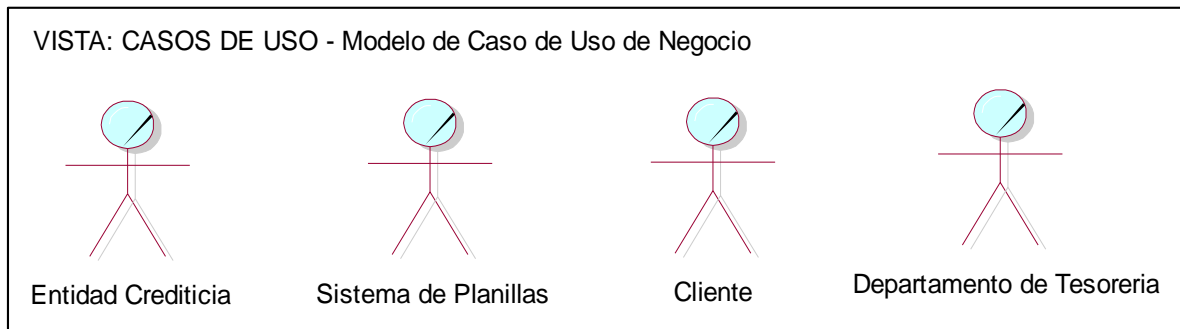 VISTA: CASOS DE USO - Modelo de Caso de Uso de Negocio
Entidad Crediticia
Sistema de Planillas
Cliente
Departamento de Tesoreria